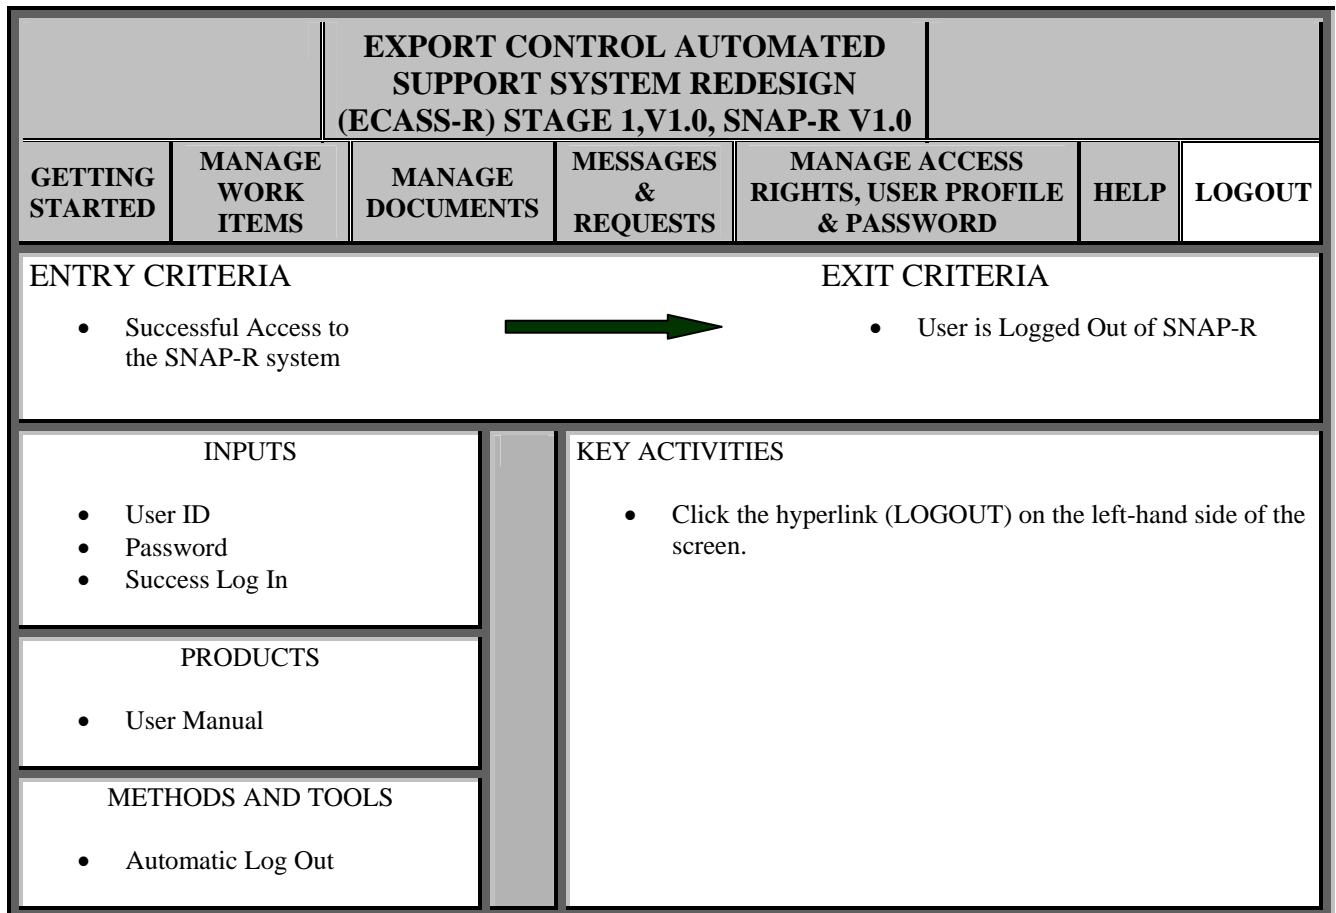 EXPORT CONTROL AUTOMATED
SUPPORT SYSTEM REDESIGN
(ECASS-R) STAGE 1,V1.0, SNAP-R V1.0
GETTING
STARTED
MANAGE
WORK
ITEMS
MANAGE
DOCUMENTS
MESSAGES
&
REQUESTS
MANAGE ACCESS
RIGHTS, USER PROFILE
& PASSWORD
HELP
LOGOUT
ENTRY CRITERIA
• Successful Access to
the SNAP-R system
EXIT CRITERIA
• User is Logged Out of SNAP-R
INPUTS
• User ID
• Password
• Success Log In
PRODUCTS
• User Manual
METHODS AND TOOLS
• Automatic Log Out
KEY ACTIVITIES
• Click the hyperlink (LOGOUT) on the left-hand side of the
screen.